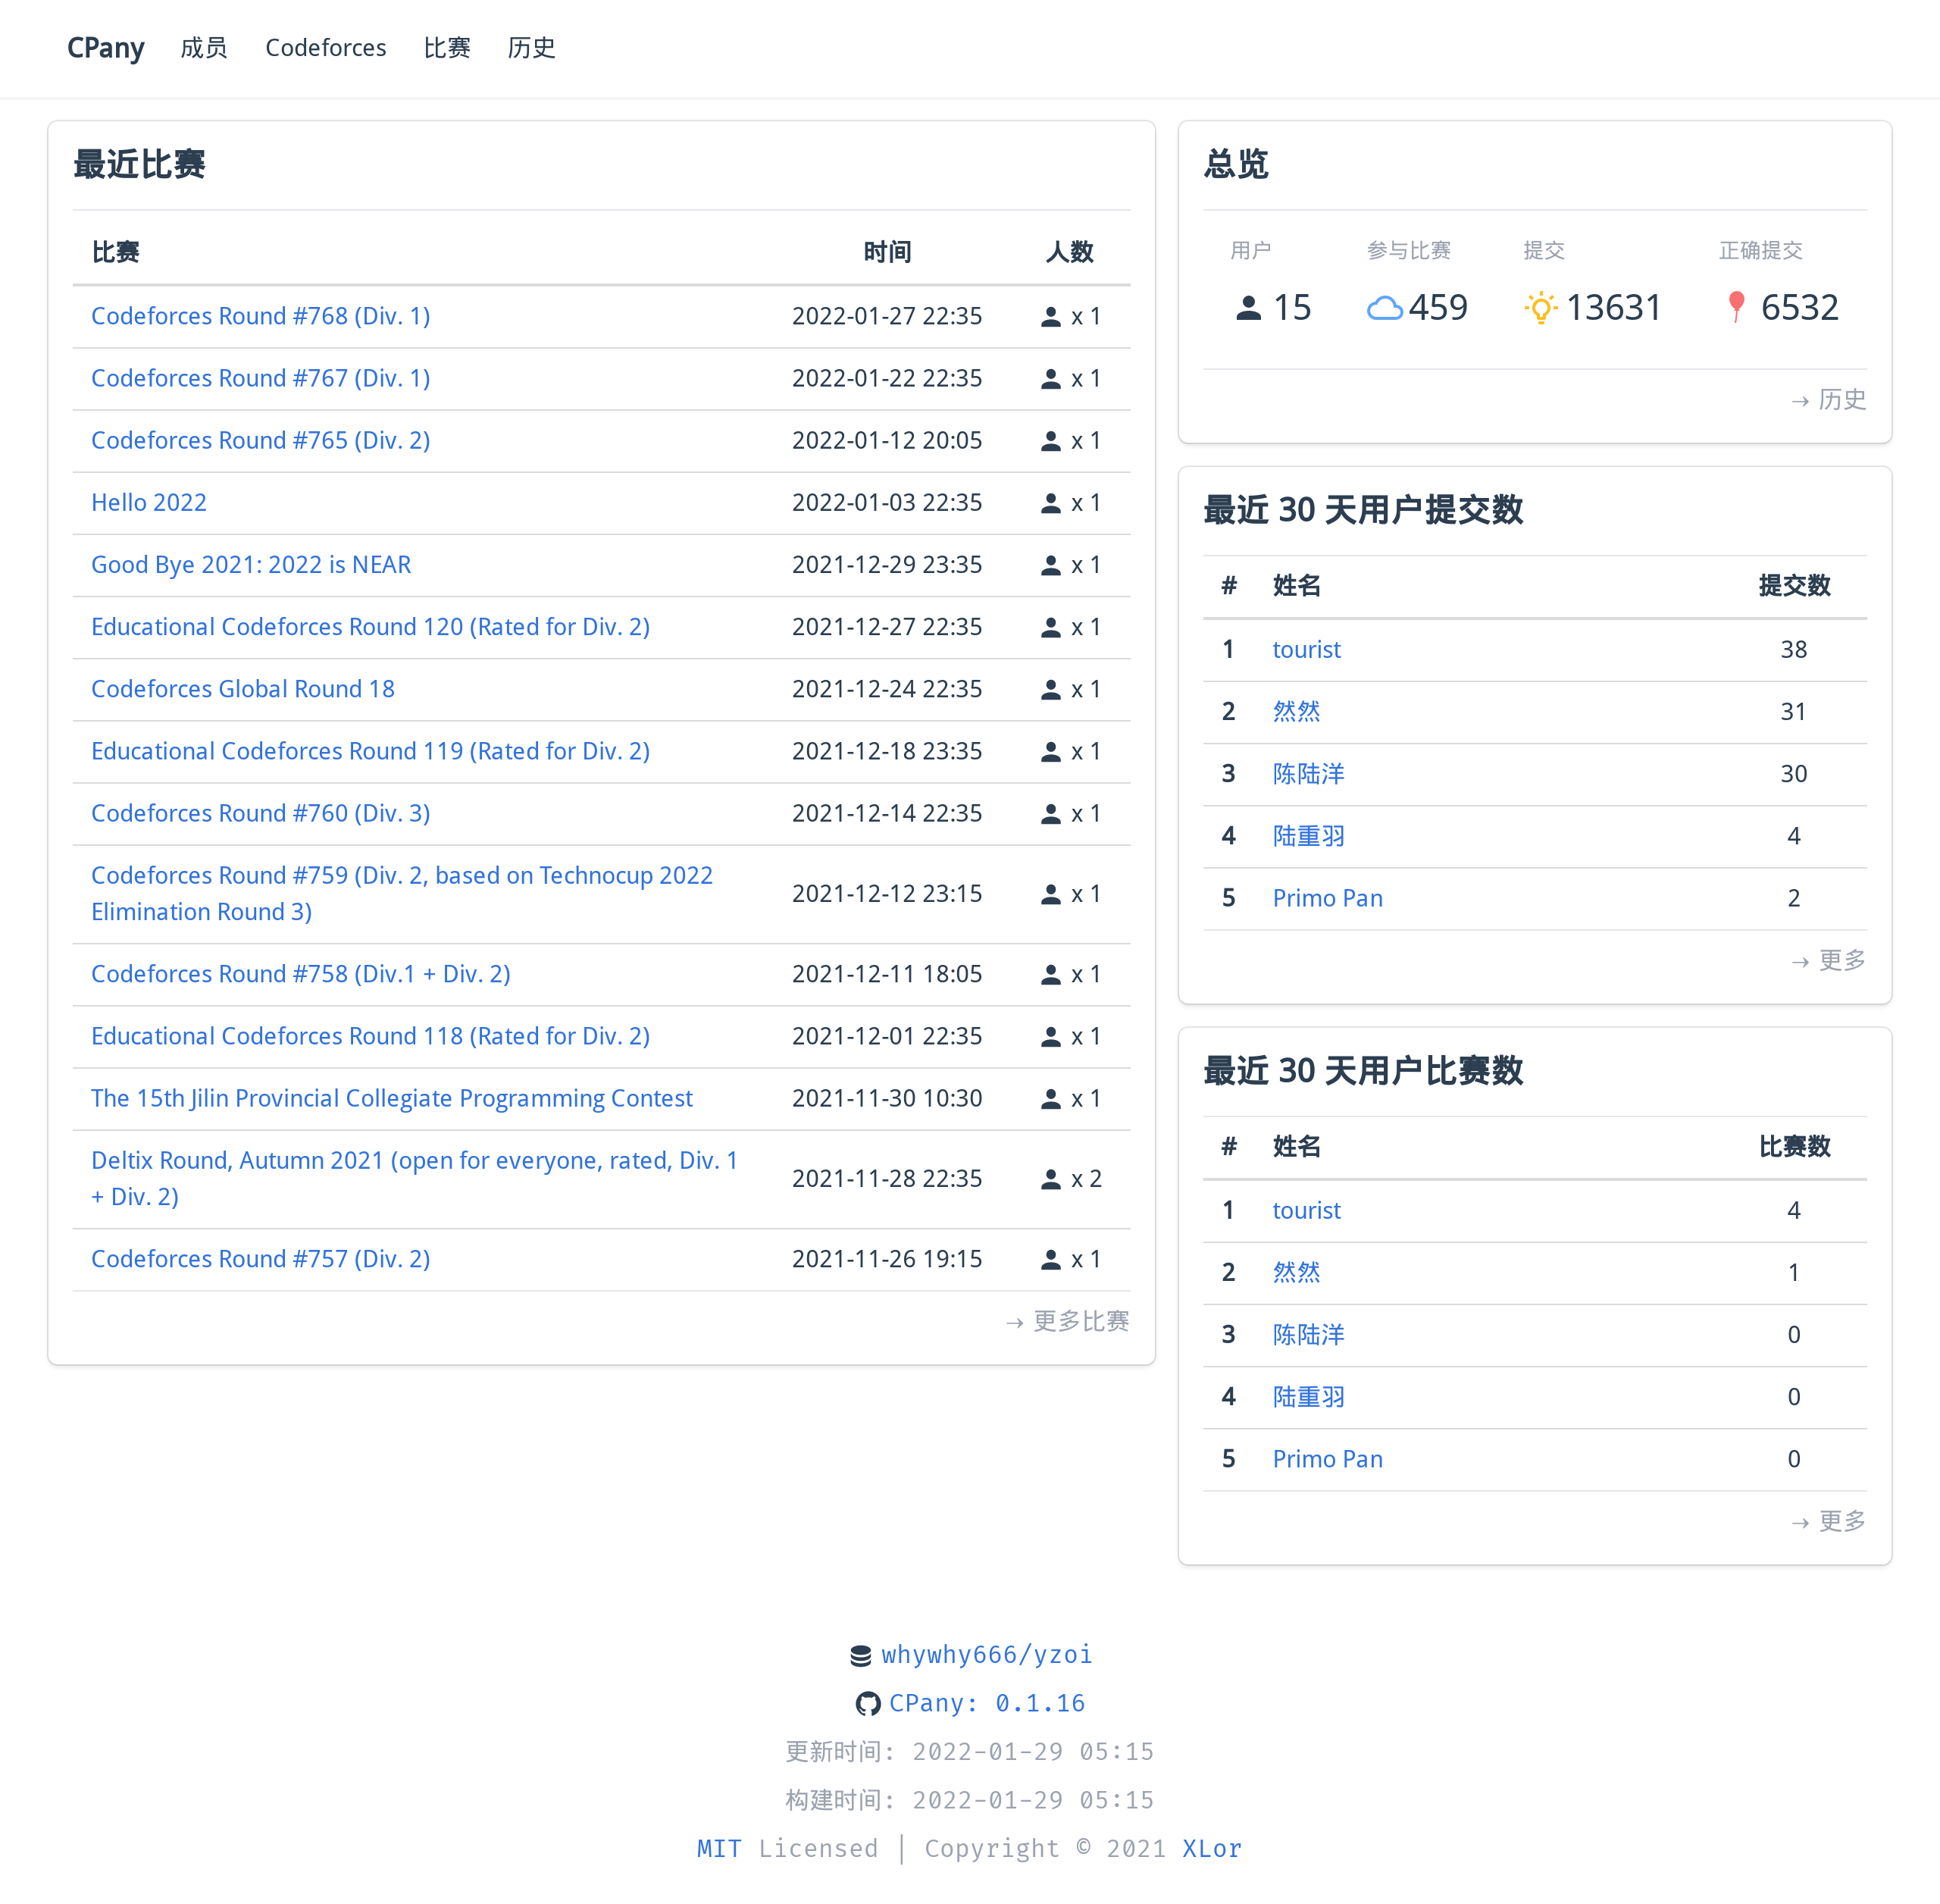 CPany 成员 Codeforces 比赛 历史
最近比赛
比赛 时间 人数
Codeforces Round #768 (Div. 1) 2022-01-27 22:35 x 1
Codeforces Round #767 (Div. 1) 2022-01-22 22:35 x 1
Codeforces Round #765 (Div. 2) 2022-01-12 20:05 x 1
Hello 2022 2022-01-03 22:35 x 1
Good Bye 2021: 2022 is NEAR 2021-12-29 23:35 x 1
Educational Codeforces Round 120 (Rated for Div. 2) 2021-12-27 22:35 x 1
Codeforces Global Round 18 2021-12-24 22:35 x 1
Educational Codeforces Round 119 (Rated for Div. 2) 2021-12-18 23:35 x 1
Codeforces Round #760 (Div. 3) 2021-12-14 22:35 x 1
Codeforces Round #759 (Div. 2, based on Technocup 2022
Elimination Round 3) 2021-12-12 23:15 x 1
Codeforces Round #758 (Div.1 + Div. 2) 2021-12-11 18:05 x 1
Educational Codeforces Round 118 (Rated for Div. 2) 2021-12-01 22:35 x 1
The 15th Jilin Provincial Collegiate Programming Contest 2021-11-30 10:30 x 1
Deltix Round, Autumn 2021 (open for everyone, rated, Div. 1
+ Div. 2) 2021-11-28 22:35 x 2
Codeforces Round #757 (Div. 2) 2021-11-26 19:15 x 1
→ 更多比赛
总览
用户 参与比赛 提交 正确提交
15 459 13631 6532
→ 历史
最近 30 天用户提交数
# 姓名 提交数
1 tourist 38
2 然然 31
3 陈陆洋 30
4 陆重羽 4
5 Primo Pan 2
→ 更多
最近 30 天用户比赛数
# 姓名 比赛数
1 tourist 4
2 然然 1
3 陈陆洋 0
4 陆重羽 0
5 Primo Pan 0
→ 更多
whywhy666/yzoi
CPany: 0.1.16
更新时间: 2022-01-29 05:15
构建时间: 2022-01-29 05:15
MIT Licensed | Copyright © 2021 XLor